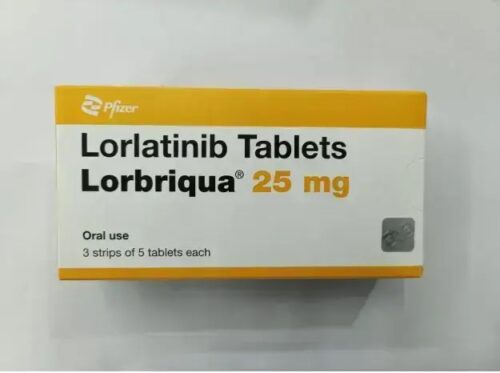 Pfizer
Lorlatinib Tablets
Lorbriqua® 25 mg
Oral use
3 strips of 5 tablets each